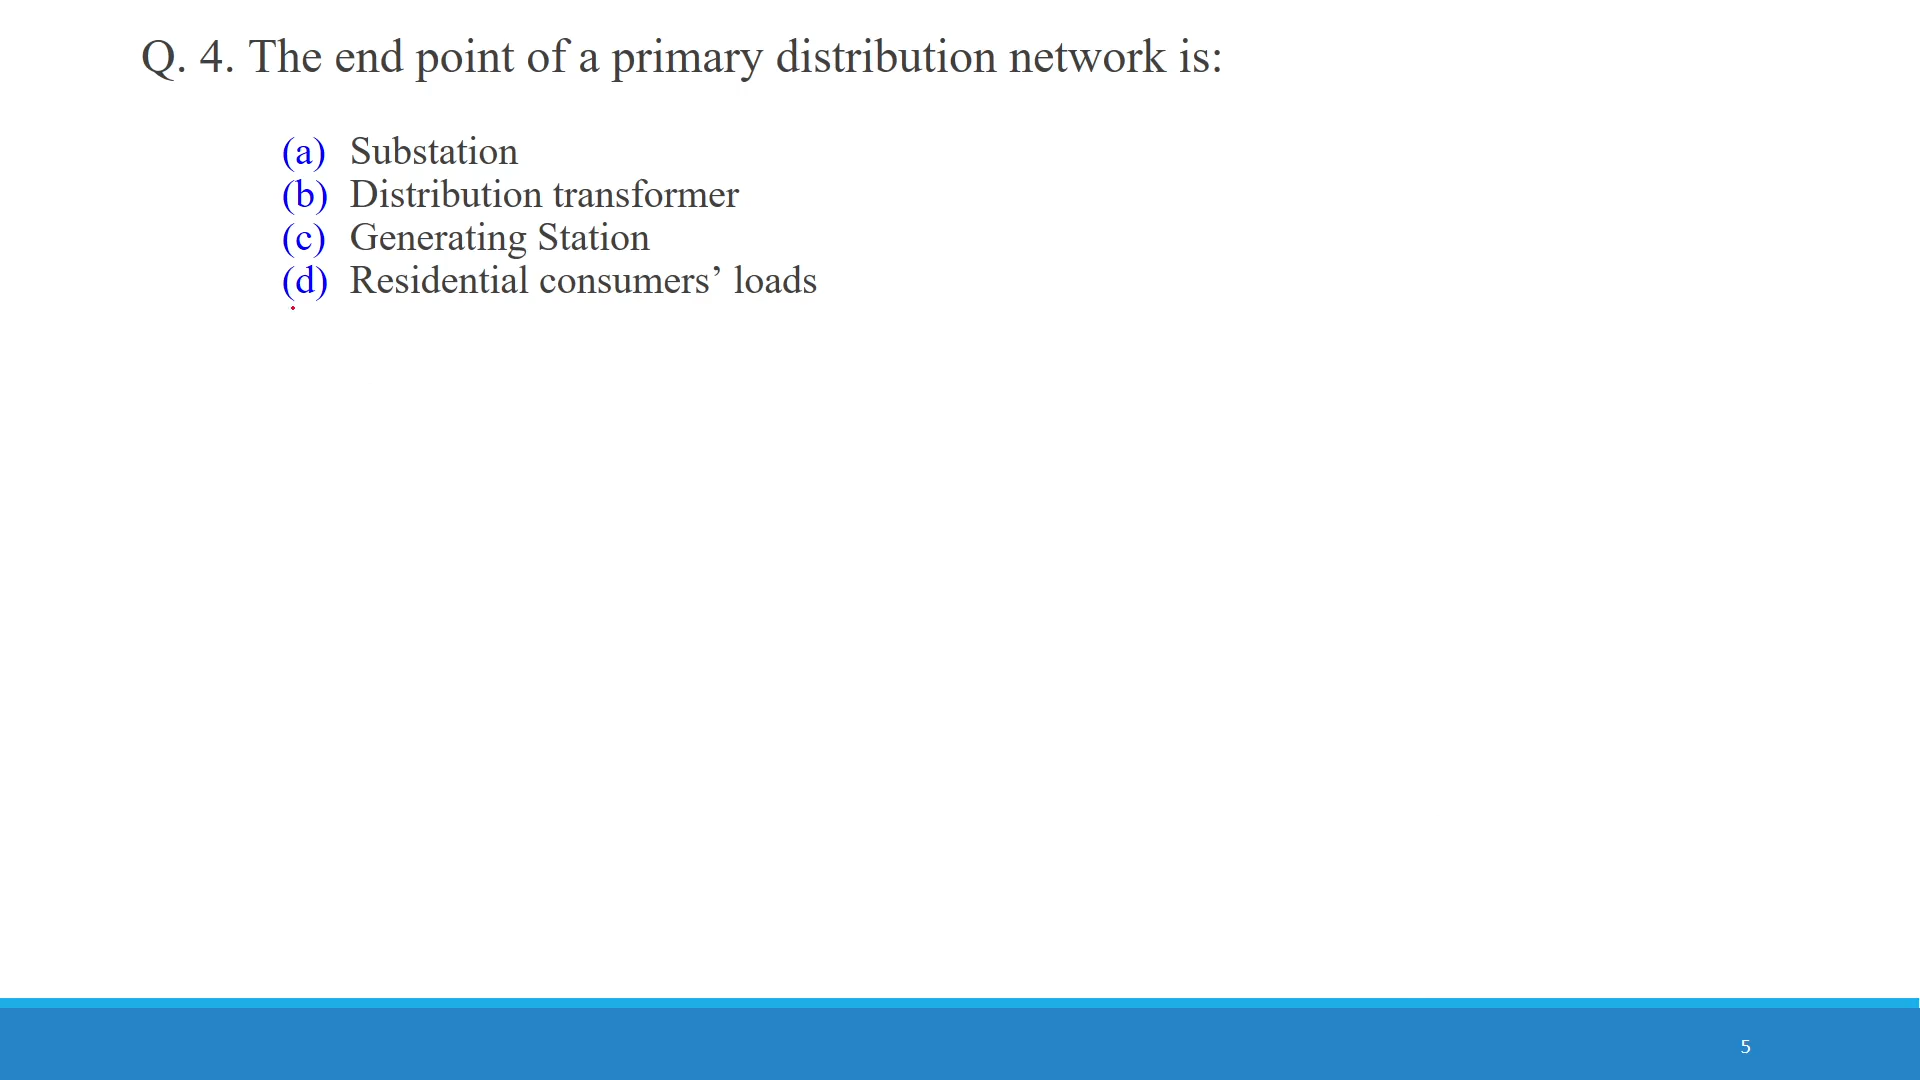 Q. 4. The end point of a primary distribution network is:
(a) Substation
(b) Distribution transformer
(c) Generating Station
(d) Residential consumers’ loads
5